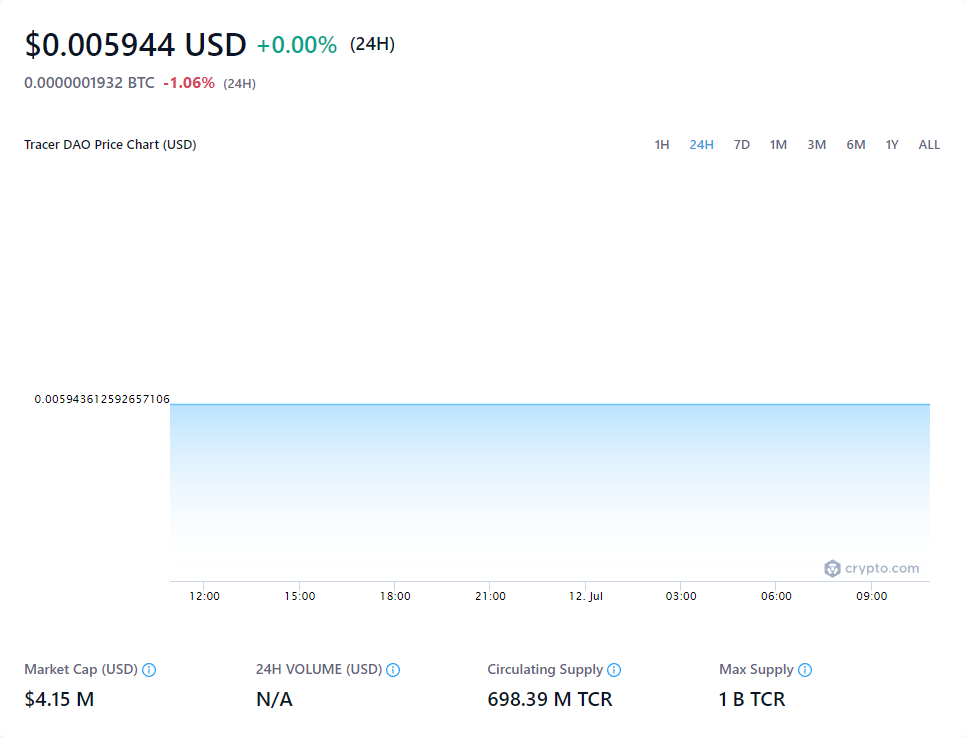 $0.005944 USD +0.00% (24H)
0.0000001932 BTC -1.06% (24H)
Tracer DAO Price Chart (USD) 1H 24H 7D 1M 3M 6M 1Y ALL
0.005943612592657106
crypto.com
12:00 15:00 18:00 21:00 12. Jul 03:00 06:00 09:00
Market Cap (USD) 24H VOLUME (USD) Circulating Supply Max Supply
$4.15 M N/A 698.39 M TCR 1 B TCR